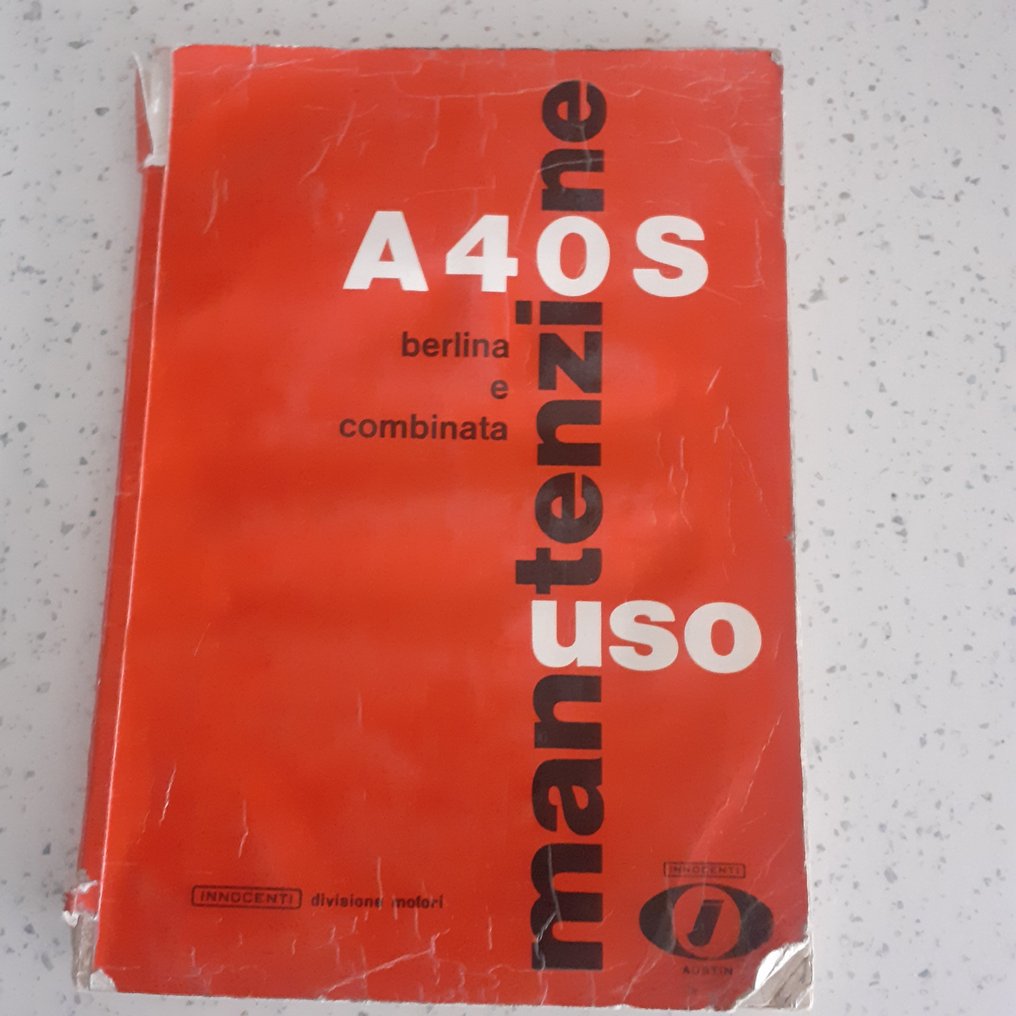 A40S
berlina
e
combinata
manutenzione
uso
INNOCENTI divisione motori
INNOCENTI
AUSTIN